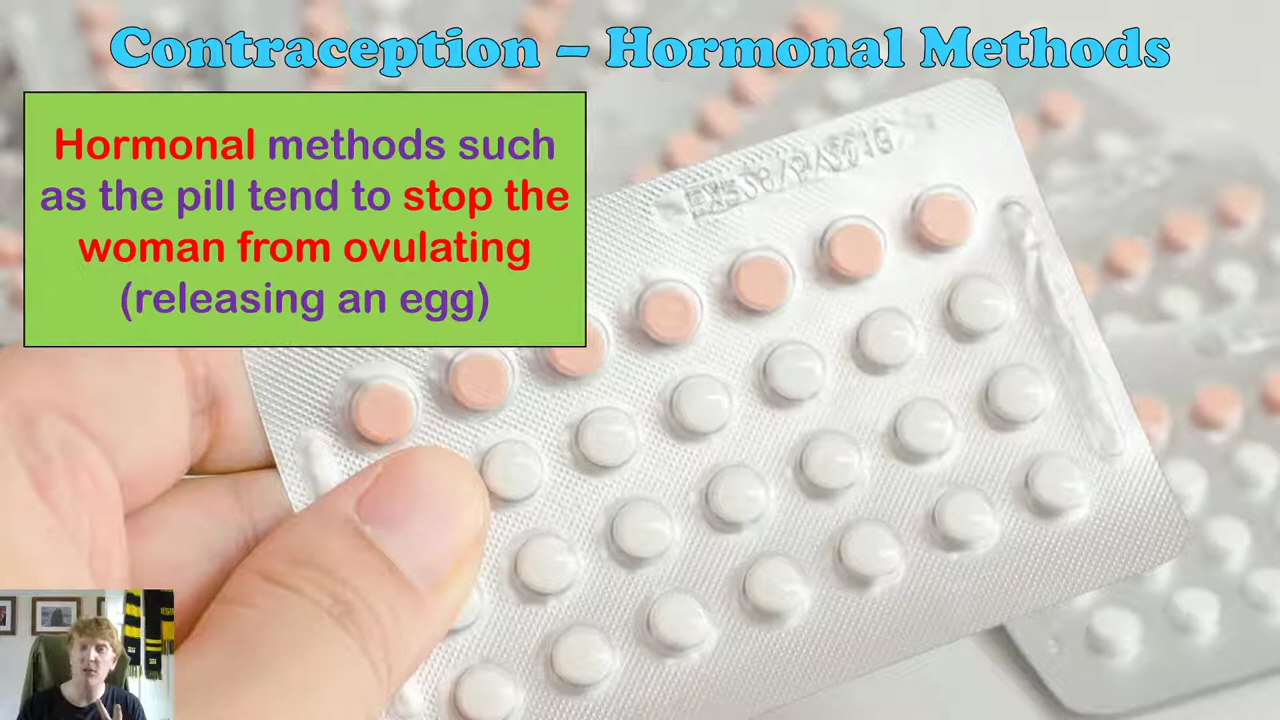 Contraception – Hormonal Methods
Hormonal methods such
as the pill tend to stop the
woman from ovulating
(releasing an egg)